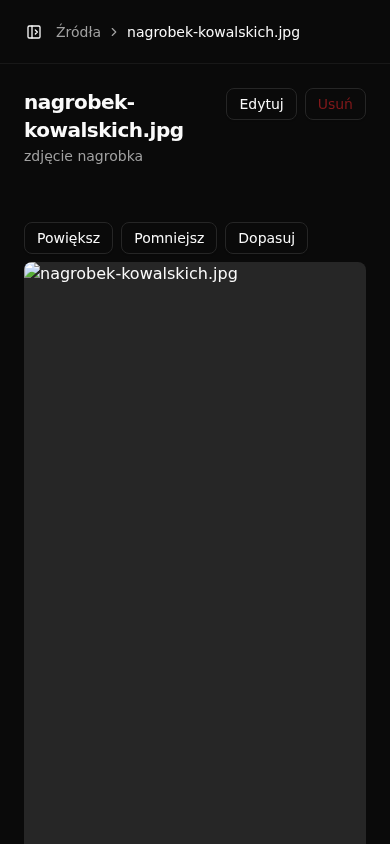 Źródła > nagrobek-kowalskich.jpg
nagrobek-
kowalskich.jpg
Edytuj
Usuń
zdjęcie nagrobka
Powiększ
Pomniejsz
Dopasuj
nagrobek-kowalskich.jpg